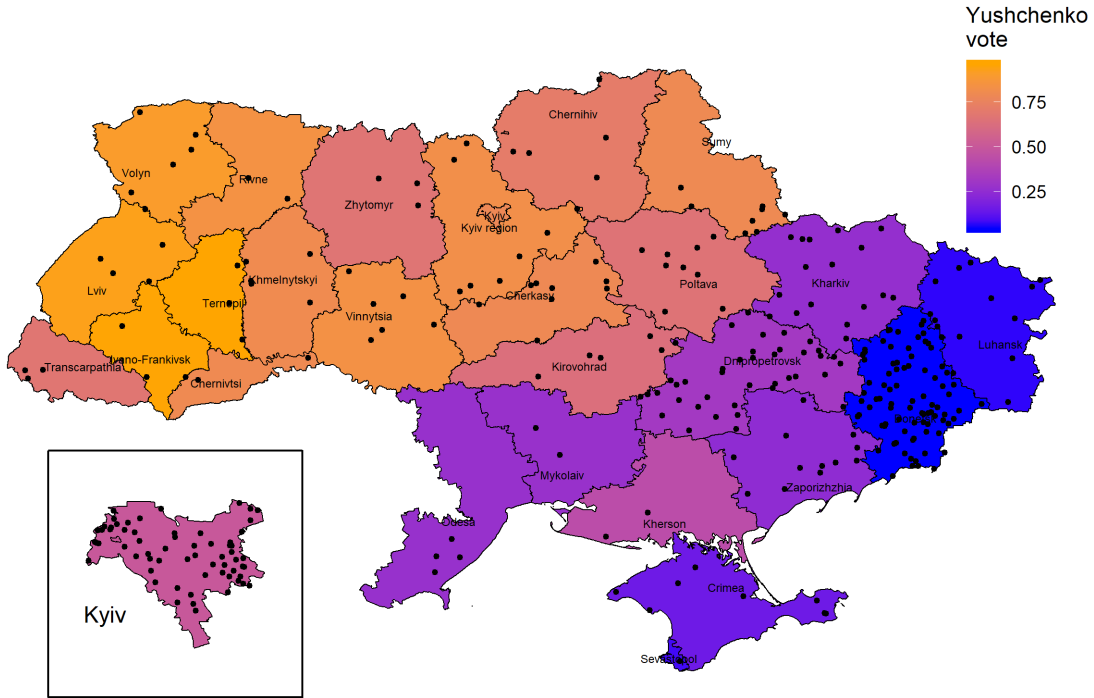 Yushchenko
vote
0.75
0.50
0.25
Chernihiv
Sumy
Volyn
Rivne
Zhytomyr
Kyiv
Kyiv region
Khmelnytskyi
Lviv
Ternopil
Cherkasy
Poltava
Kharkiv
Vinnytsia
Luhansk
Ivano-Frankivsk
Transcarpathia
Chernivtsi
Kirovohrad
Dnipropetrovsk
Mykolaiv
Zaporizhzhia
Odesa
Kherson
Crimea
Sevastopol
Kyiv